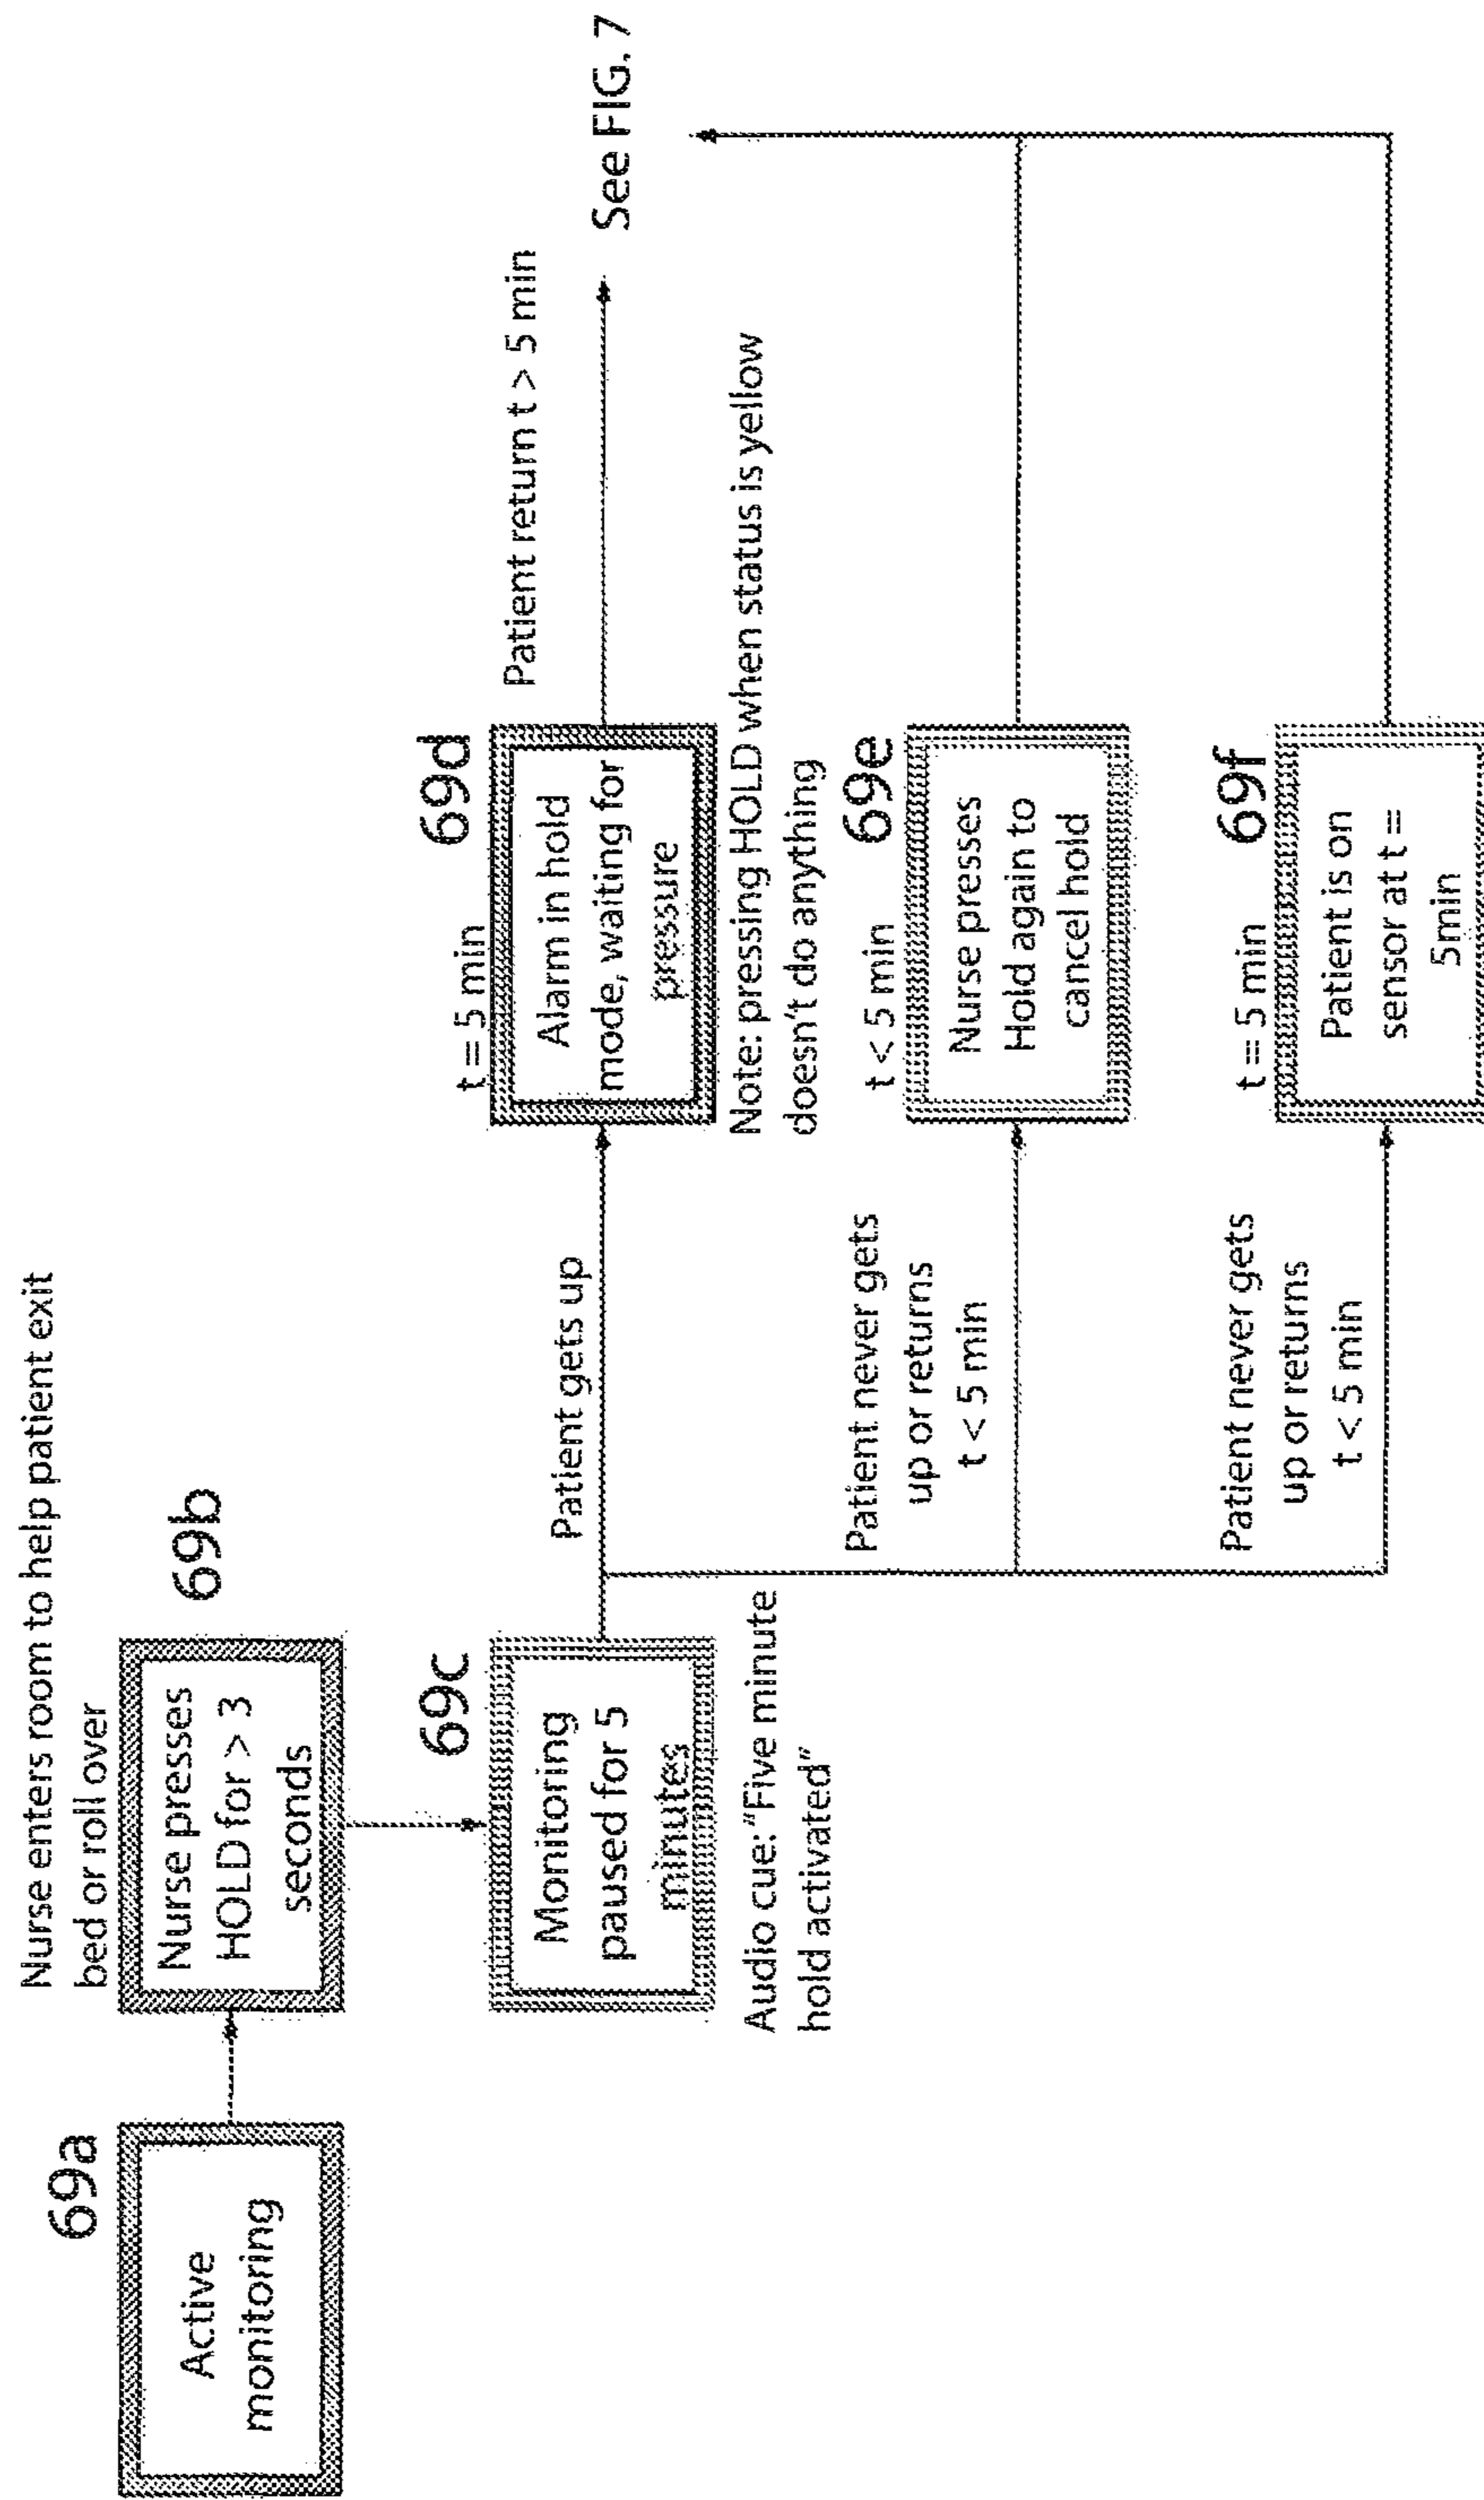 Nurse enters room to help patient exit
bed or roll over
69a
Active
monitoring
69b
Nurse presses
HOLD for > 3
seconds
69c
Monitoring
paused for 5
minutes
Audio cue: “Five minute
hold activated”
Patient gets up
t = 5 min
69d
Alarm in hold
mode, waiting for
pressure
Note: pressing HOLD when status is yellow
doesn't do anything
Patient return t > 5 min
See FIG. 7
Patient never gets
up or returns
t < 5 min
t < 5 min
69e
Nurse presses
Hold again to
cancel hold
Patient never gets
up or returns
t < 5 min
t = 5 min
69f
Patient is on
sensor at t =
5min